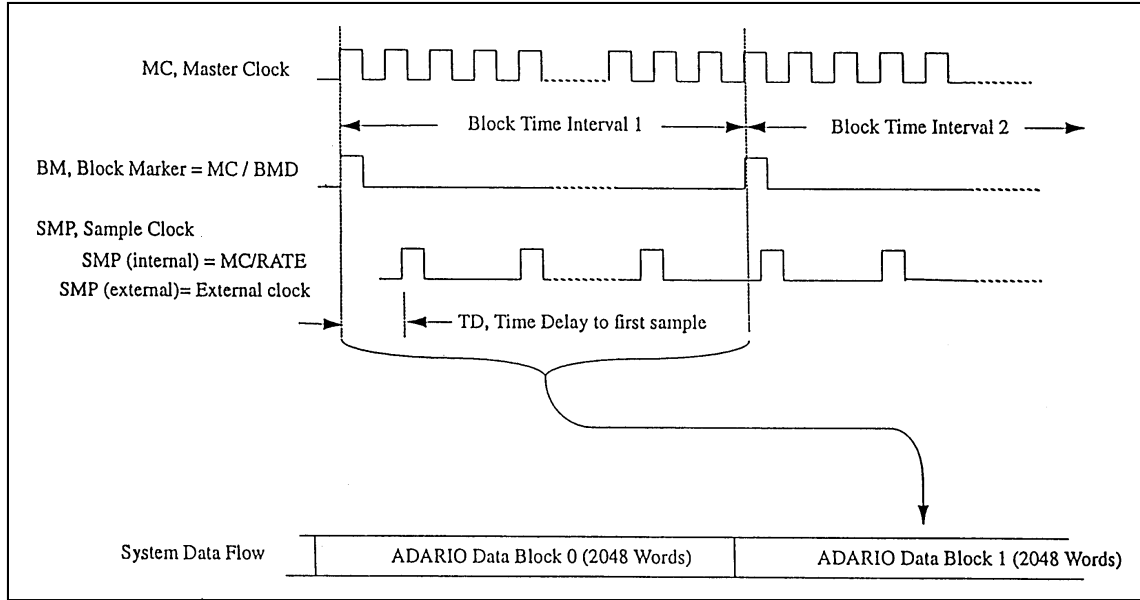 MC, Master Clock
Block Time Interval 1
Block Time Interval 2
BM, Block Marker = MC / BMD
SMP, Sample Clock
SMP (internal) = MC/RATE
SMP (external)= External clock
TD, Time Delay to first sample
System Data Flow
ADARIO Data Block 0 (2048 Words)
ADARIO Data Block 1 (2048 Words)